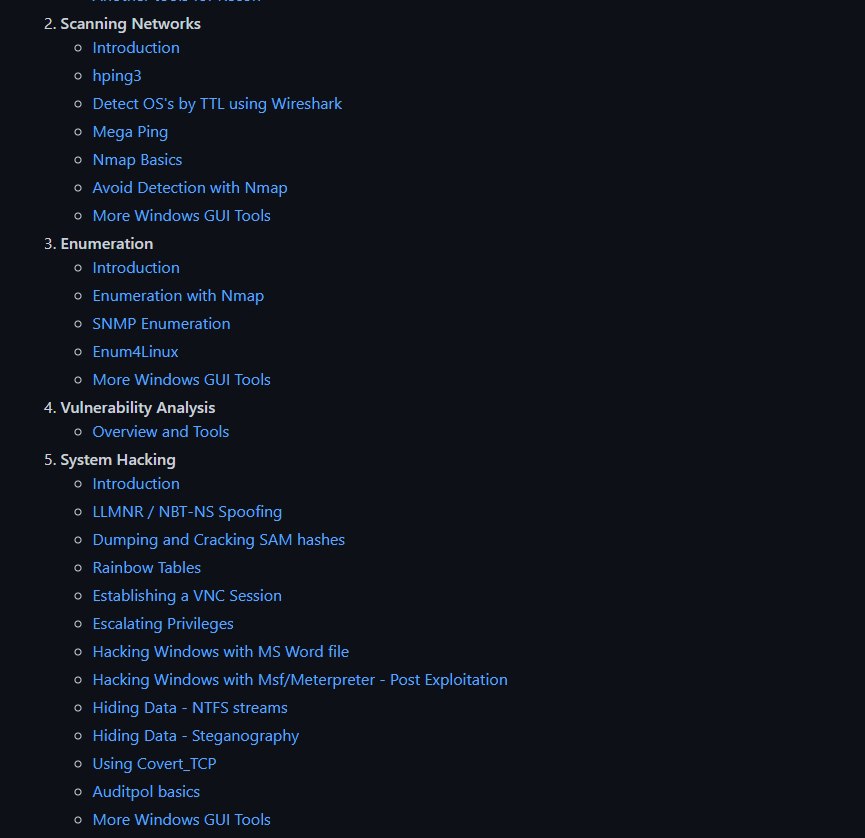 2. Scanning Networks
Introduction
hping3
Detect OS's by TTL using Wireshark
Mega Ping
Nmap Basics
Avoid Detection with Nmap
More Windows GUI Tools
3. Enumeration
Introduction
Enumeration with Nmap
SNMP Enumeration
Enum4Linux
More Windows GUI Tools
4. Vulnerability Analysis
Overview and Tools
5. System Hacking
Introduction
LLMNR / NBT-NS Spoofing
Dumping and Cracking SAM hashes
Rainbow Tables
Establishing a VNC Session
Escalating Privileges
Hacking Windows with MS Word file
Hacking Windows with Msf/Meterpreter - Post Exploitation
Hiding Data - NTFS streams
Hiding Data - Steganography
Using Covert_TCP
Auditpol basics
More Windows GUI Tools